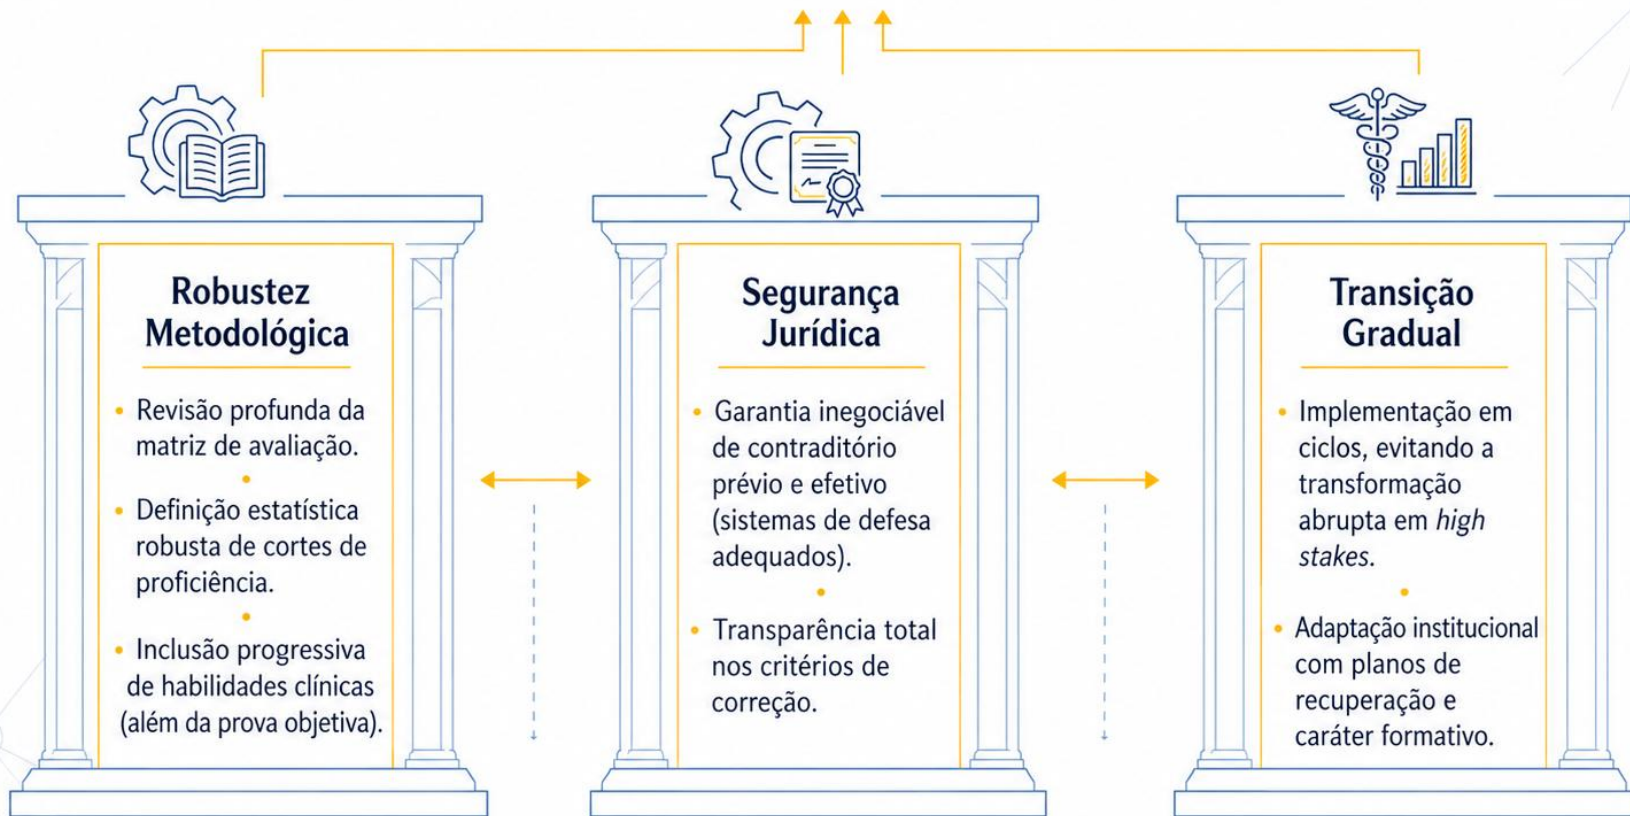 Robustez
Metodológica
• Revisão profunda da
matriz de avaliação.
• Definição estatística
robusta de cortes de
proficiência.
• Inclusão progressiva
de habilidades clínicas
(além da prova objetiva).
Segurança
Jurídica
• Garantia inegociável
de contraditório
prévio e efetivo
(sistemas de defesa
adequados).
• Transparência total
nos critérios de
correção.
Transição
Gradual
• Implementação em
ciclos, evitando a
transformação
abrupta em high
stakes.
• Adaptação institucional
com planos de
recuperação e
caráter formativo.